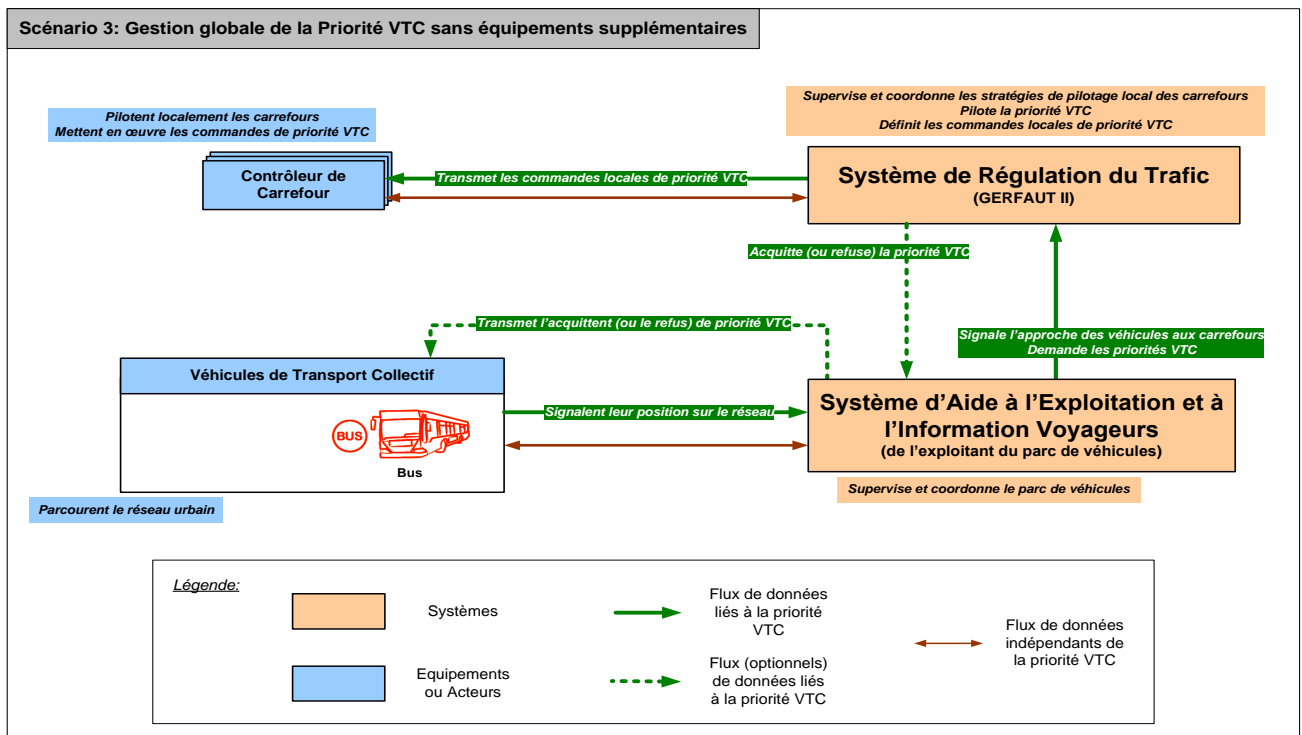 Scénario 3: Gestion globale de la Priorité VTC sans équipements supplémentaires
Pilotent localement les carrefours
Mettent en œuvre les commandes de priorité VTC
Supervise et coordonne les stratégies de pilotage local des carrefours
Pilote la priorité VTC
Définit les commandes locales de priorité VTC
Contrôleur de
Carrefour
Transmet les commandes locales de priorité VTC
Système de Régulation du Trafic
(GERFAUT II)
Acquitte (ou refuse) la priorité VTC
Transmet l'acquittent (ou le refus) de priorité VTC
Signale l'approche des véhicules aux carrefours
Demande les priorités VTC
Véhicules de Transport Collectif
BUS
Bus
Signalent leur position sur le réseau
Système d'Aide à l'Exploitation et à
l'Information Voyageurs
(de l'exploitant du parc de véhicules)
Supervise et coordonne le parc de véhicules
Parcourent le réseau urbain
Légende:
Systèmes
Flux de données
liés à la priorité
VTC
Flux de données
indépendants de
la priorité VTC
Equipements
ou Acteurs
Flux (optionnels)
de données liés
à la priorité VTC